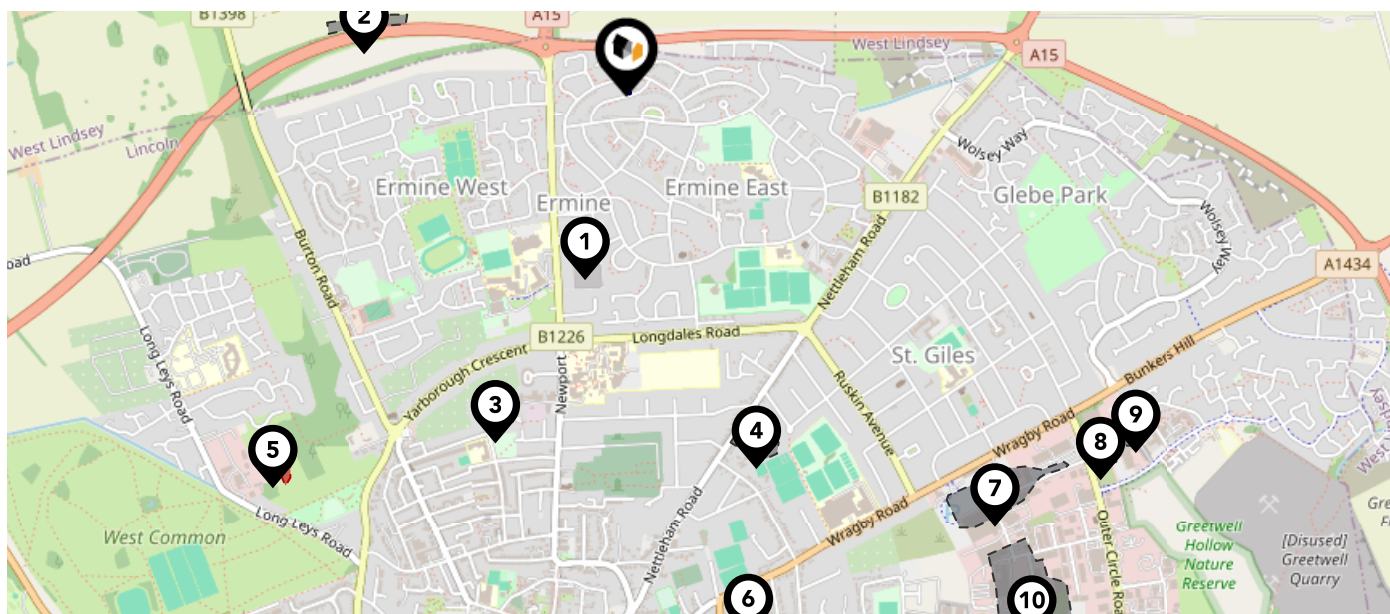 B1398
2
A15
West Lindsey
A15
West Lindsey
Lincoln
Wolsey Way
Ermine West
Ermine
Ermine East
B1182
Glebe Park
Wolsey Way
1
Burton Road
Nettleham Road
oad
A1434
Long Leys Road
B1226
Longdales Road
Yarborough Crescent
Newport
St. Giles
Bunkers Hill
Ruskin Avenue
3
4
5
Wragby Road
9
8
7
Long Leys Road
West Common
Nettleham Road
Wragby Road
Outer Circle Roa
Greetwell
Hollow
Nature
Reserve
[Disused]
Greetwell
Quarry
Gre
6
10